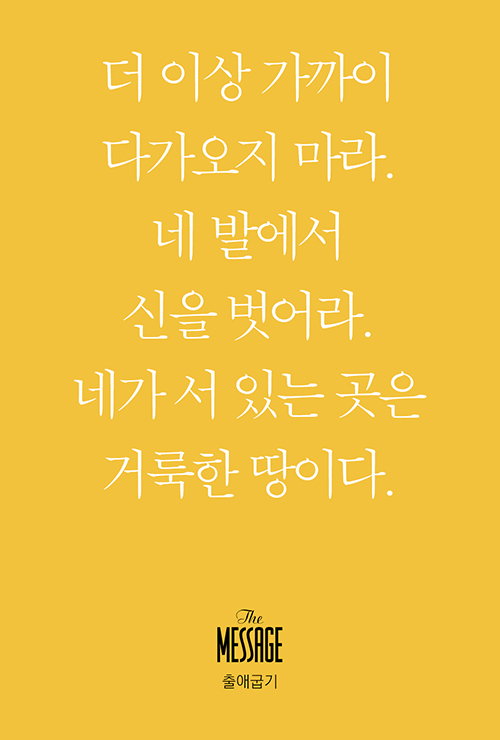 더 이상 가까이
다가오지 마라.
네 발에서
신을 벗어라.
네가 서 있는 곳은
거룩한 땅이다.
The
MESSAGE
출애굽기